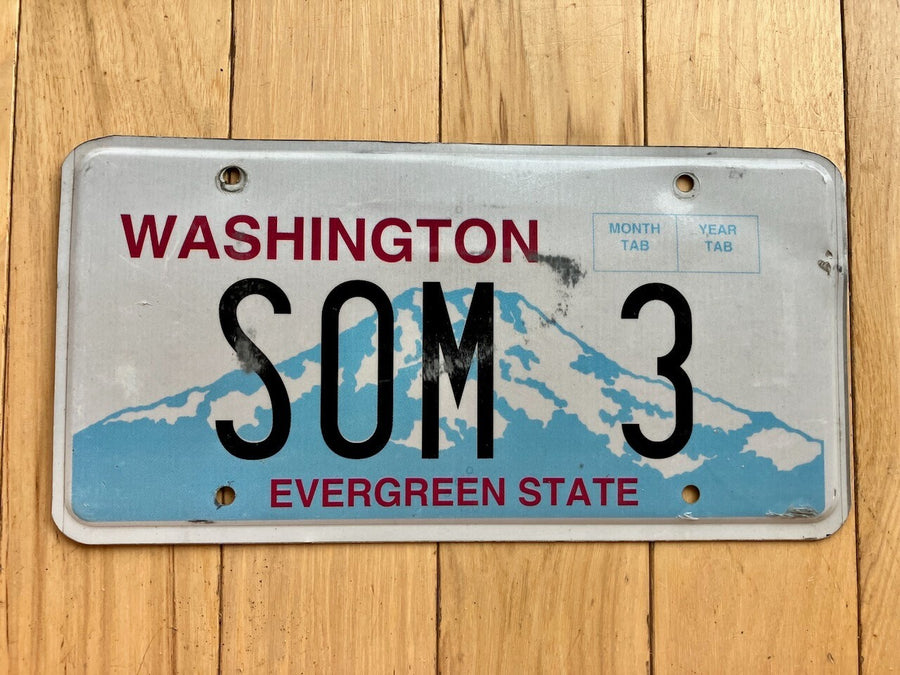 WASHINGTON
MONTH TAB
YEAR TAB
SOM 3
EVERGREEN STATE